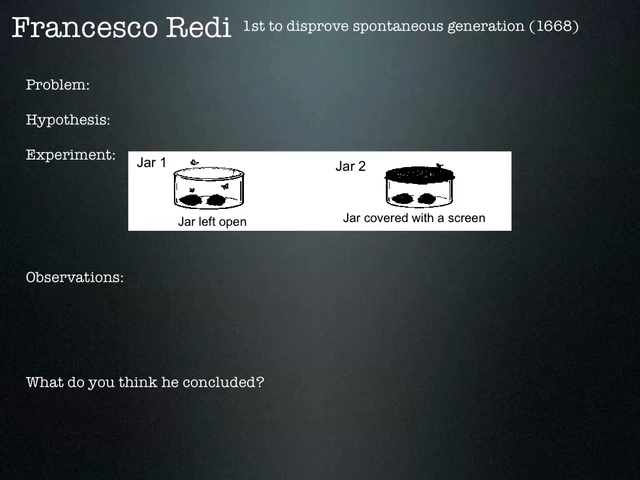 Francesco Redi 1st to disprove spontaneous generation (1668)
Problem:
Hypothesis:
Experiment:
Jar 1
Jar 2
Jar left open
Jar covered with a screen
Observations:
What do you think he concluded?